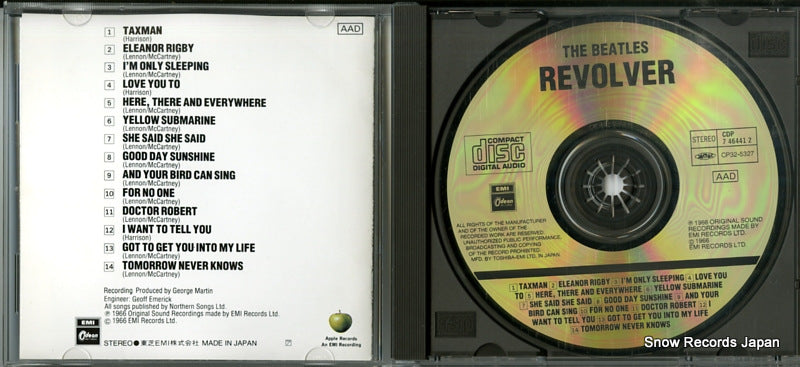 AAD
1 TAXMAN
(Harrison)
2 ELEANOR RIGBY
(Lennon/McCartney)
3 I'M ONLY SLEEPING
(Lennon/McCartney)
4 LOVE YOU TO
(Harrison)
5 HERE, THERE AND EVERYWHERE
(Lennon/McCartney)
6 YELLOW SUBMARINE
(Lennon/McCartney)
7 SHE SAID SHE SAID
(Lennon/McCartney)
8 GOOD DAY SUNSHINE
(Lennon/McCartney)
9 AND YOUR BIRD CAN SING
(Lennon/McCartney)
10 FOR NO ONE
(Lennon/McCartney)
11 DOCTOR ROBERT
(Lennon/McCartney)
12 I WANT TO TELL YOU
(Harrison)
13 GOT TO GET YOU INTO MY LIFE
(Lennon/McCartney)
14 TOMORROW NEVER KNOWS
(Lennon/McCartney)
Recording Produced by George Martin
Engineer: Geoff Emerick
All songs published by Northern Songs Ltd.
℗ 1966 Original Sound Recordings made by EMI Records Ltd.
© 1966 EMI Records Ltd.
EMI
Odeon
Apple Records
An EMI Recording
STEREO ● 東芝EMI株式会社 MADE IN JAPAN
THE BEATLES
REVOLVER
COMPACT
disc
DIGITAL AUDIO
STEREO
CDP
7 46441 2
CP32-5327
AAD
EMI
Odeon
ALL RIGHTS OF THE MANUFACTURER
AND OF THE OWNER OF THE
RECORDED WORK ARE RESERVED.
UNAUTHORIZED PUBLIC PERFORMANCE,
BROADCASTING AND COPYING
OF THE RECORD PROHIBITED.
MFD. BY TOSHIBA-EMI LTD. IN JAPAN.
℗ 1966 ORIGINAL SOUND
RECORDINGS MADE BY
EMI RECORDS LTD.
© 1966
EMI RECORDS LTD.
1 TAXMAN 2 ELEANOR RIGBY 3 I'M ONLY SLEEPING 4 LOVE YOU
TO 5 HERE, THERE AND EVERYWHERE 6 YELLOW SUBMARINE
7 SHE SAID SHE SAID 8 GOOD DAY SUNSHINE 9 AND YOUR
BIRD CAN SING 10 FOR NO ONE 11 DOCTOR ROBERT 12 I
WANT TO TELL YOU 13 GOT TO GET YOU INTO MY LIFE
14 TOMORROW NEVER KNOWS
Snow Records Japan